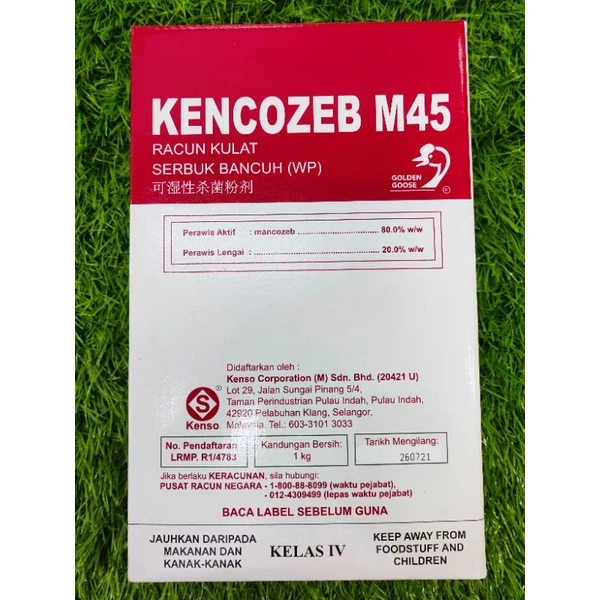 KENCOZEB M45
RACUN KULAT
SERBUK BANCUH (WP)
可湿性杀菌粉剂
GOLDEN
GOOSE
®
Perawis Aktif : mancozeb ........................ 80.0% w/w
Perawis Lengai : ........................................ 20.0% w/w
Didaftarkan oleh :
Kenso Corporation (M) Sdn. Bhd. (20421 U)
Lot 29, Jalan Sungai Pinang 5/4,
Taman Perindustrian Pulau Indah, Pulau Indah,
42920 Pelabuhan Klang, Selangor,
Malaysia. Tel.: 603-3101 3033
S
®
Kenso
No. Pendaftaran
LRMP. R1/4783
Kandungan Bersih:
1 kg
Tarikh Mengilang:
260721
Jika berlaku KERACUNAN, sila hubungi:
PUSAT RACUN NEGARA - 1-800-88-8099 (waktu pejabat),
- 012-4309499 (lepas waktu pejabat)
BACA LABEL SEBELUM GUNA
JAUHKAN DARIPADA
MAKANAN DAN
KANAK-KANAK
KELAS IV
KEEP AWAY FROM
FOODSTUFF AND
CHILDREN